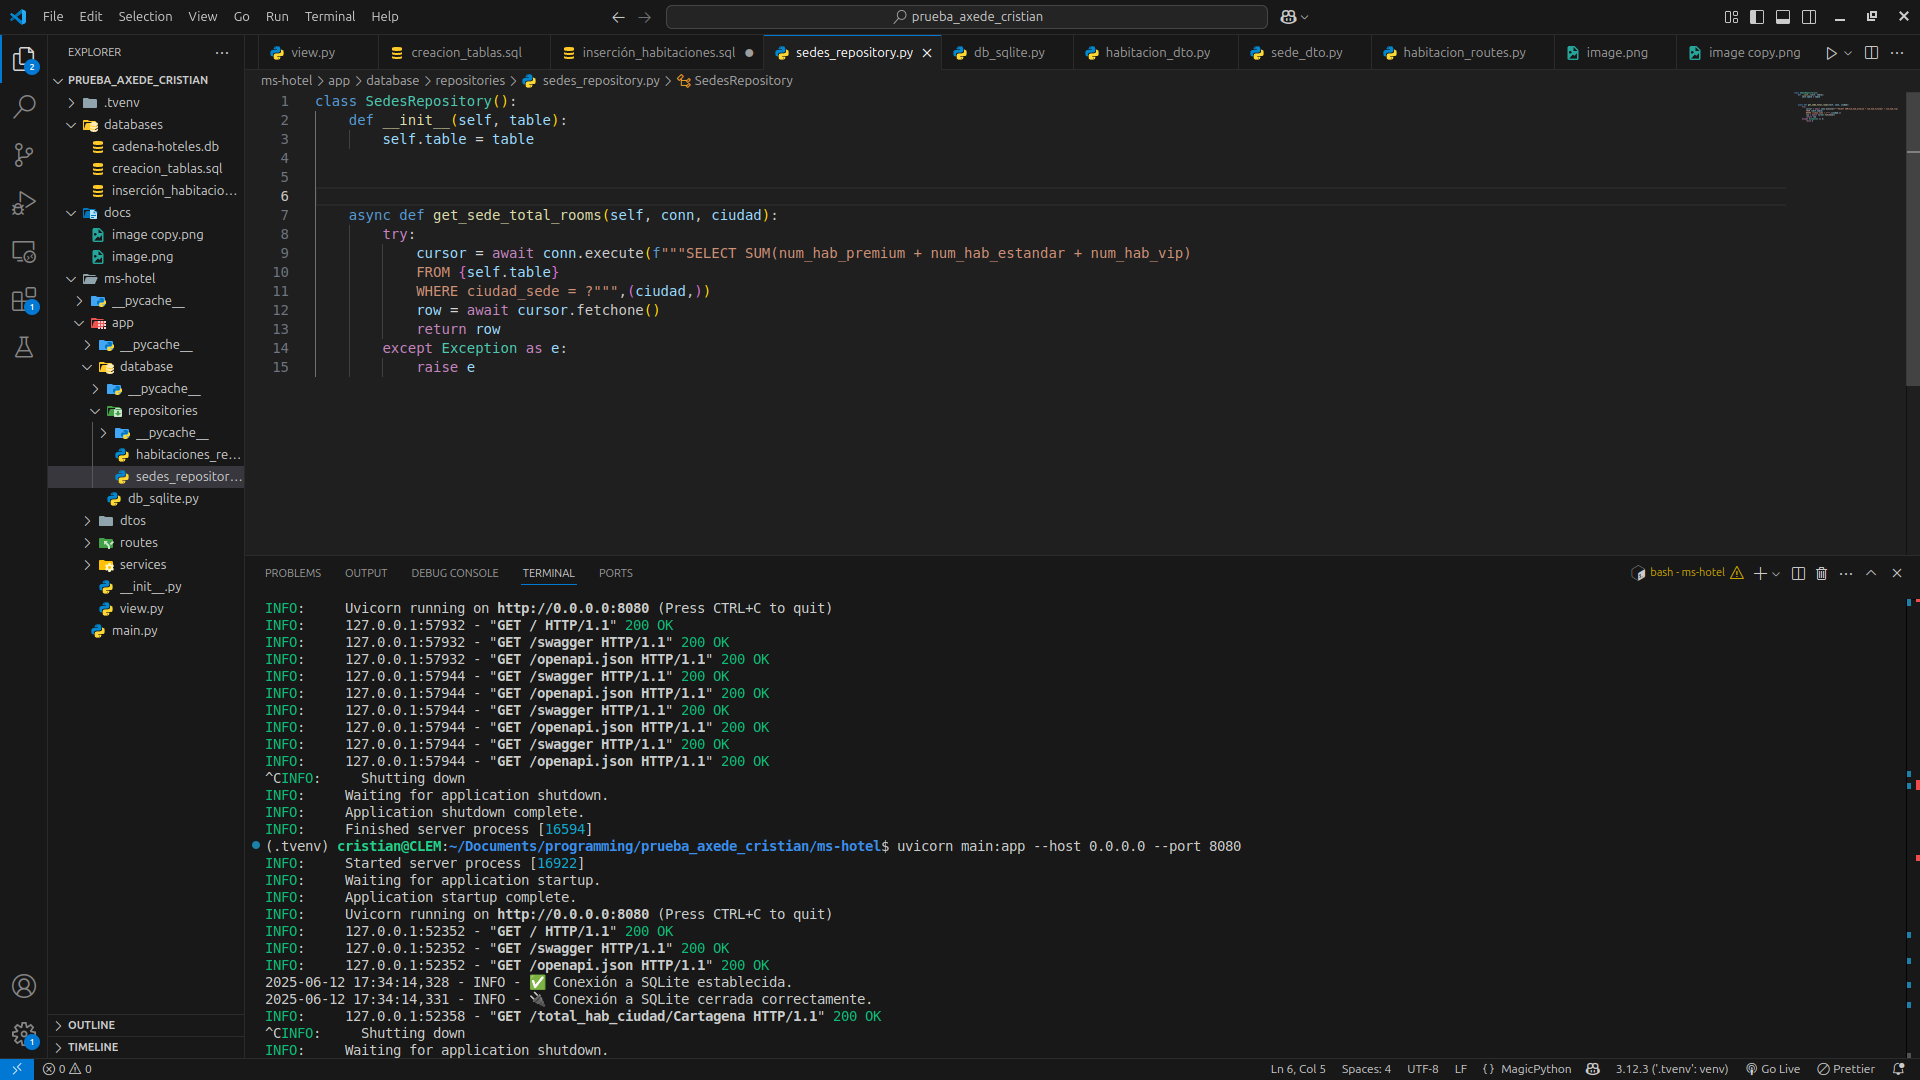 File Edit Selection View Go Run Terminal Help
prueba_axede_cristian
EXPLORER
view.py creacion_tablas.sql inserción_habitaciones.sql sedes_repository.py db_sqlite.py habitacion_dto.py sede_dto.py habitacion_routes.py image.png image copy.png
PRUEBA_AXEDE_CRISTIAN
.tvenv
databases
cadena-hoteles.db
creacion_tablas.sql
inserción_habitacio...
docs
image copy.png
image.png
ms-hotel
__pycache__
app
__pycache__
database
__pycache__
repositories
__pycache__
habitaciones_re...
sedes_repositor...
db_sqlite.py
dtos
routes
services
__init__.py
view.py
main.py
OUTLINE
TIMELINE
2
1
1
ms-hotel > app > database > repositories > sedes_repository.py > SedesRepository
1 class SedesRepository():
2 def __init__(self, table):
3 self.table = table
4
5
6
7 async def get_sede_total_rooms(self, conn, ciudad):
8 try:
9 cursor = await conn.execute(f"""SELECT SUM(num_hab_premium + num_hab_estandar + num_hab_vip)
10 FROM {self.table}
11 WHERE ciudad_sede = ?""",(ciudad,))
12 row = await cursor.fetchone()
13 return row
14 except Exception as e:
15 raise e
PROBLEMS OUTPUT DEBUG CONSOLE TERMINAL PORTS
bash - ms-hotel
INFO: Uvicorn running on http://0.0.0.0:8080 (Press CTRL+C to quit)
INFO: 127.0.0.1:57932 - "GET / HTTP/1.1" 200 OK
INFO: 127.0.0.1:57932 - "GET /swagger HTTP/1.1" 200 OK
INFO: 127.0.0.1:57932 - "GET /openapi.json HTTP/1.1" 200 OK
INFO: 127.0.0.1:57944 - "GET /swagger HTTP/1.1" 200 OK
INFO: 127.0.0.1:57944 - "GET /openapi.json HTTP/1.1" 200 OK
INFO: 127.0.0.1:57944 - "GET /swagger HTTP/1.1" 200 OK
INFO: 127.0.0.1:57944 - "GET /openapi.json HTTP/1.1" 200 OK
INFO: 127.0.0.1:57944 - "GET /swagger HTTP/1.1" 200 OK
INFO: 127.0.0.1:57944 - "GET /openapi.json HTTP/1.1" 200 OK
^CINFO: Shutting down
INFO: Waiting for application shutdown.
INFO: Application shutdown complete.
INFO: Finished server process [16594]
(.tvenv) cristian@CLEM:~/Documents/programming/prueba_axede_cristian/ms-hotel$ uvicorn main:app --host 0.0.0.0 --port 8080
INFO: Started server process [16922]
INFO: Waiting for application startup.
INFO: Application startup complete.
INFO: Uvicorn running on http://0.0.0.0:8080 (Press CTRL+C to quit)
INFO: 127.0.0.1:52352 - "GET / HTTP/1.1" 200 OK
INFO: 127.0.0.1:52352 - "GET /swagger HTTP/1.1" 200 OK
INFO: 127.0.0.1:52352 - "GET /openapi.json HTTP/1.1" 200 OK
2025-06-12 17:34:14,328 - INFO - ✅ Conexión a SQLite establecida.
2025-06-12 17:34:14,331 - INFO - 🔌 Conexión a SQLite cerrada correctamente.
INFO: 127.0.0.1:52358 - "GET /total_hab_ciudad/Cartagena HTTP/1.1" 200 OK
^CINFO: Shutting down
INFO: Waiting for application shutdown.
0 0
Ln 6, Col 5 Spaces: 4 UTF-8 LF {} MagicPython 3.12.3 ('.tvenv': venv) Go Live Prettier